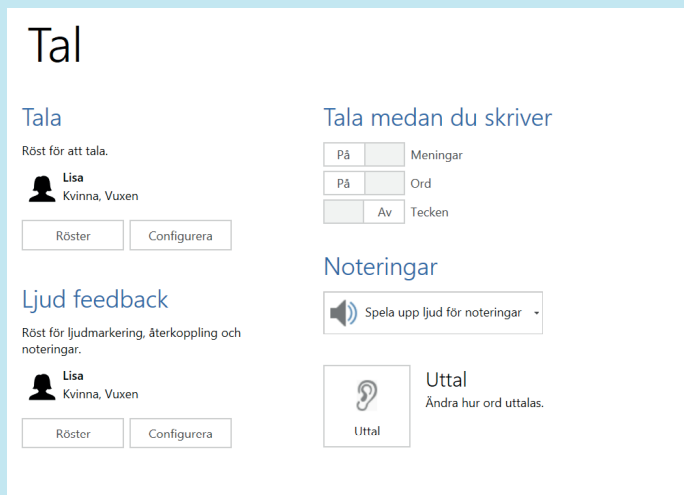 Tal
Tala
Röst för att tala.
Lisa
Kvinna, Vuxen
Röster
Configurera
Ljud feedback
Röst för ljudmarkering, återkoppling och
noteringar.
Lisa
Kvinna, Vuxen
Röster
Configurera
Tala medan du skriver
På
Meningar
På
Ord
Av
Tecken
Noteringar
Spela upp ljud för noteringar
Uttal
Uttal
Ändra hur ord uttalas.